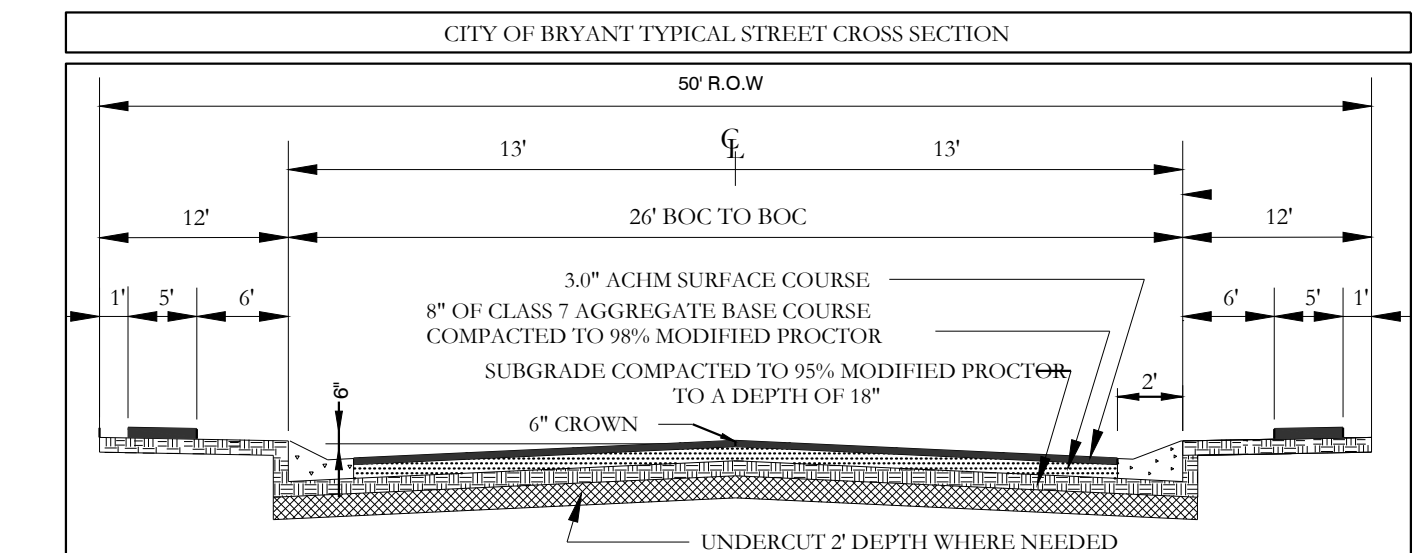 CITY OF BRYANT TYPICAL STREET CROSS SECTION
50' R.O.W
13' ℄ 13'
12' 26' BOC TO BOC 12'
3.0" ACHM SURFACE COURSE
1' 5' 6' 8" OF CLASS 7 AGGREGATE BASE COURSE 6' 5' 1'
COMPACTED TO 98% MODIFIED PROCTOR
SUBGRADE COMPACTED TO 95% MODIFIED PROCTOR
TO A DEPTH OF 18"
2'
6"
6" CROWN
UNDERCUT 2' DEPTH WHERE NEEDED